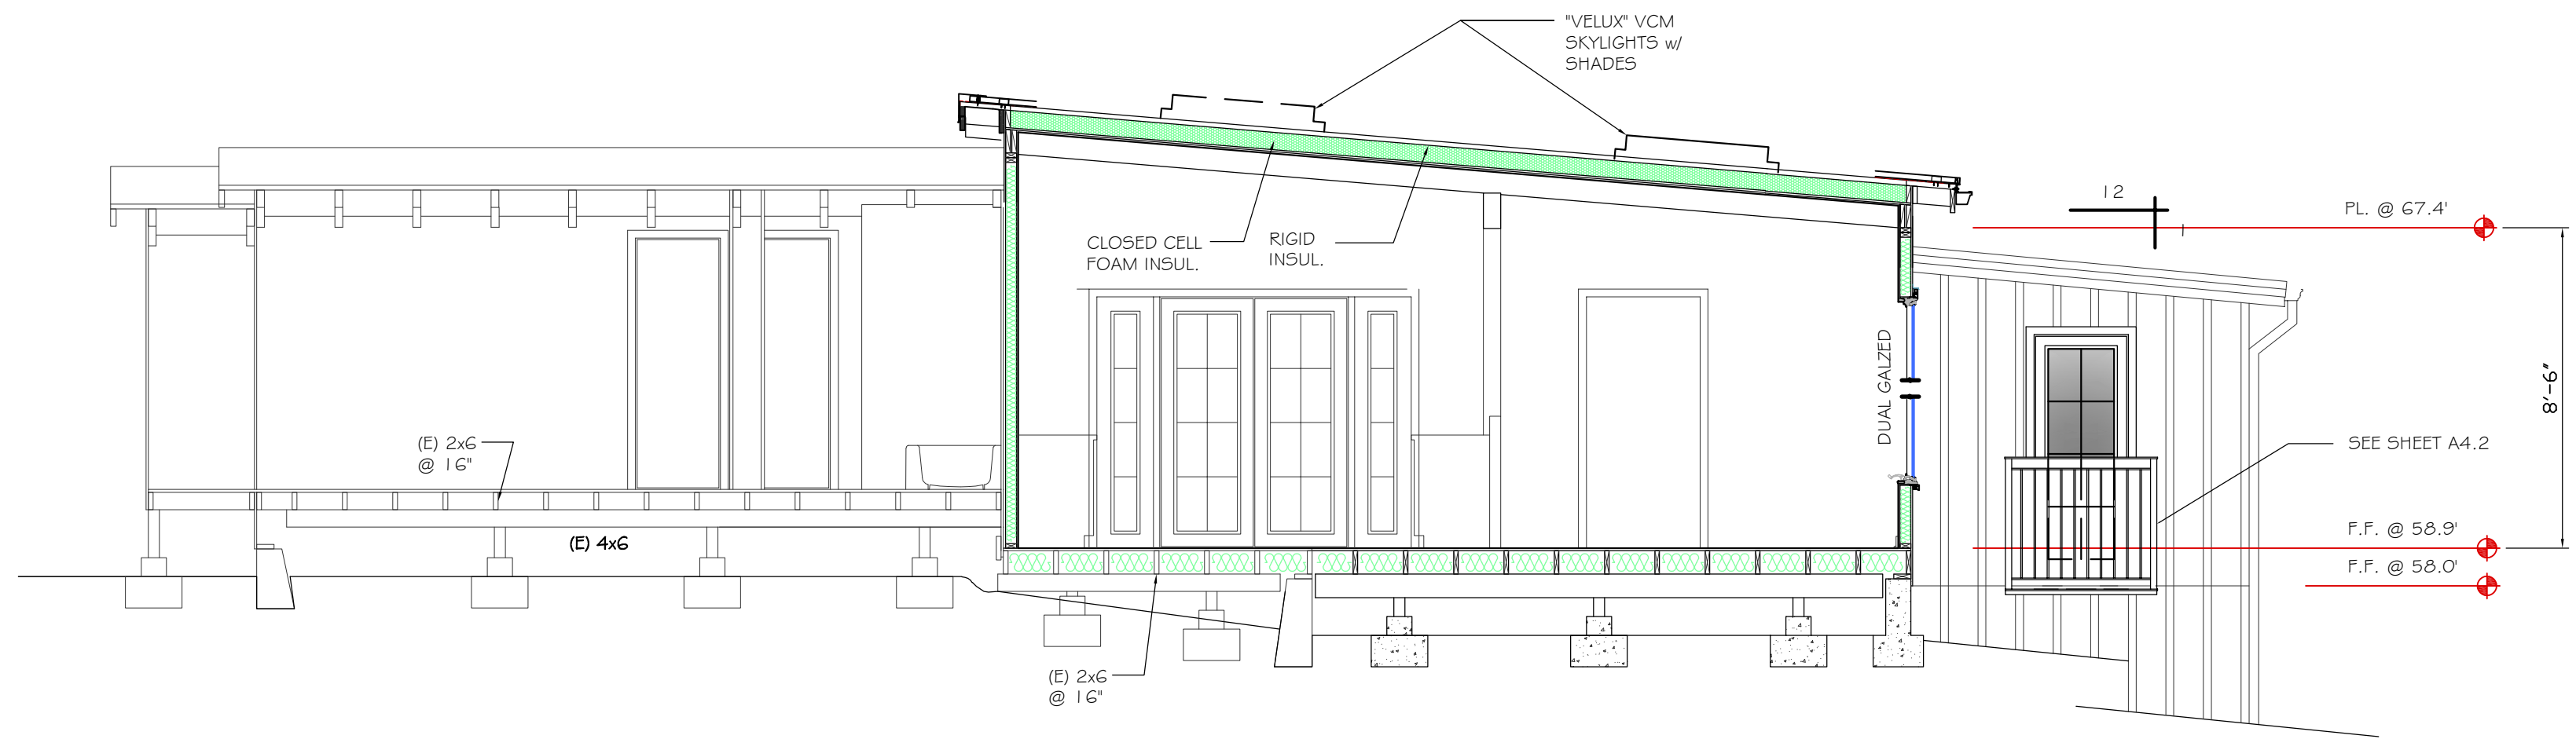 "VELUX" VCM
SKYLIGHTS w/
SHADES
12
1
PL. @ 67.4'
CLOSED CELL
FOAM INSUL.
RIGID
INSUL.
DUAL GALZED
8'-6"
(E) 2x6
@ 16"
SEE SHEET A4.2
(E) 4x6
F.F. @ 58.9'
F.F. @ 58.0'
(E) 2x6
@ 16"